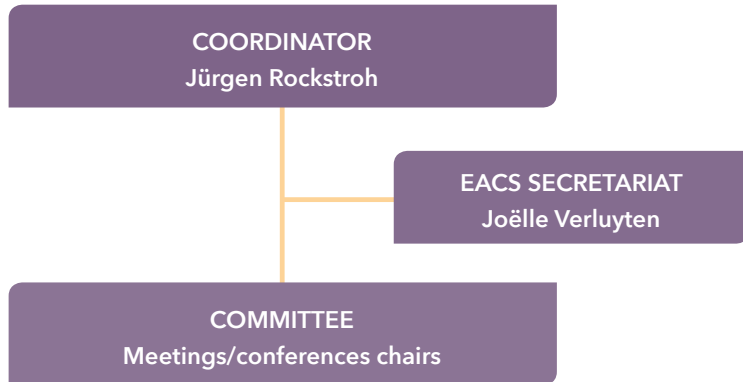 COORDINATOR
Jürgen Rockstroh
EACS SECRETARIAT
Joëlle Verluyten
COMMITTEE
Meetings/conferences chairs